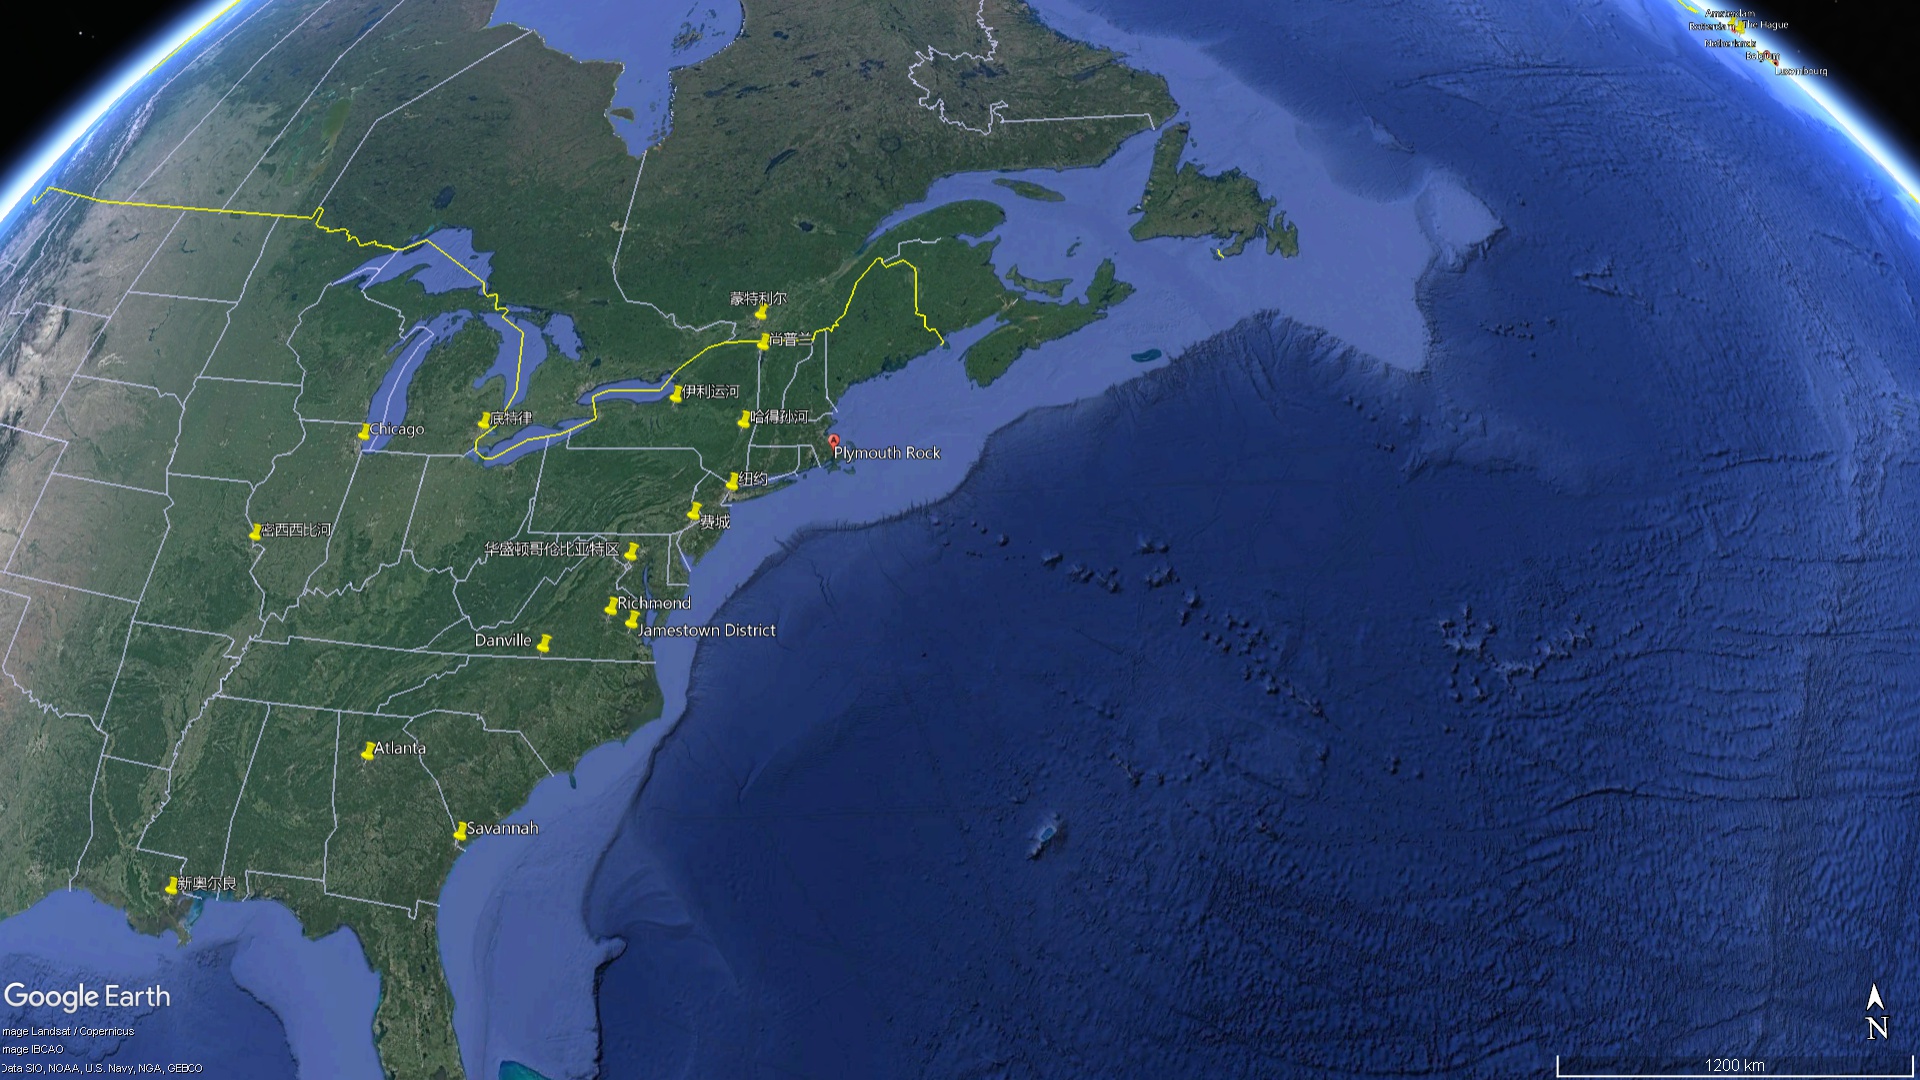 Amsterdam
The Hague
Rotterdam
Netherlands
Belgium
Luxembourg
蒙特利尔
尚普兰
伊利运河
底特律
哈得孙河
Chicago
Plymouth Rock
纽约
费城
密西西比河
华盛顿哥伦比亚特区
Richmond
Jamestown District
Danville
Atlanta
Savannah
新奥尔良
Google Earth
mage Landsat / Copernicus
mage IBCAO
Data SIO, NOAA, U.S. Navy, NGA, GEBCO
N
1200 km